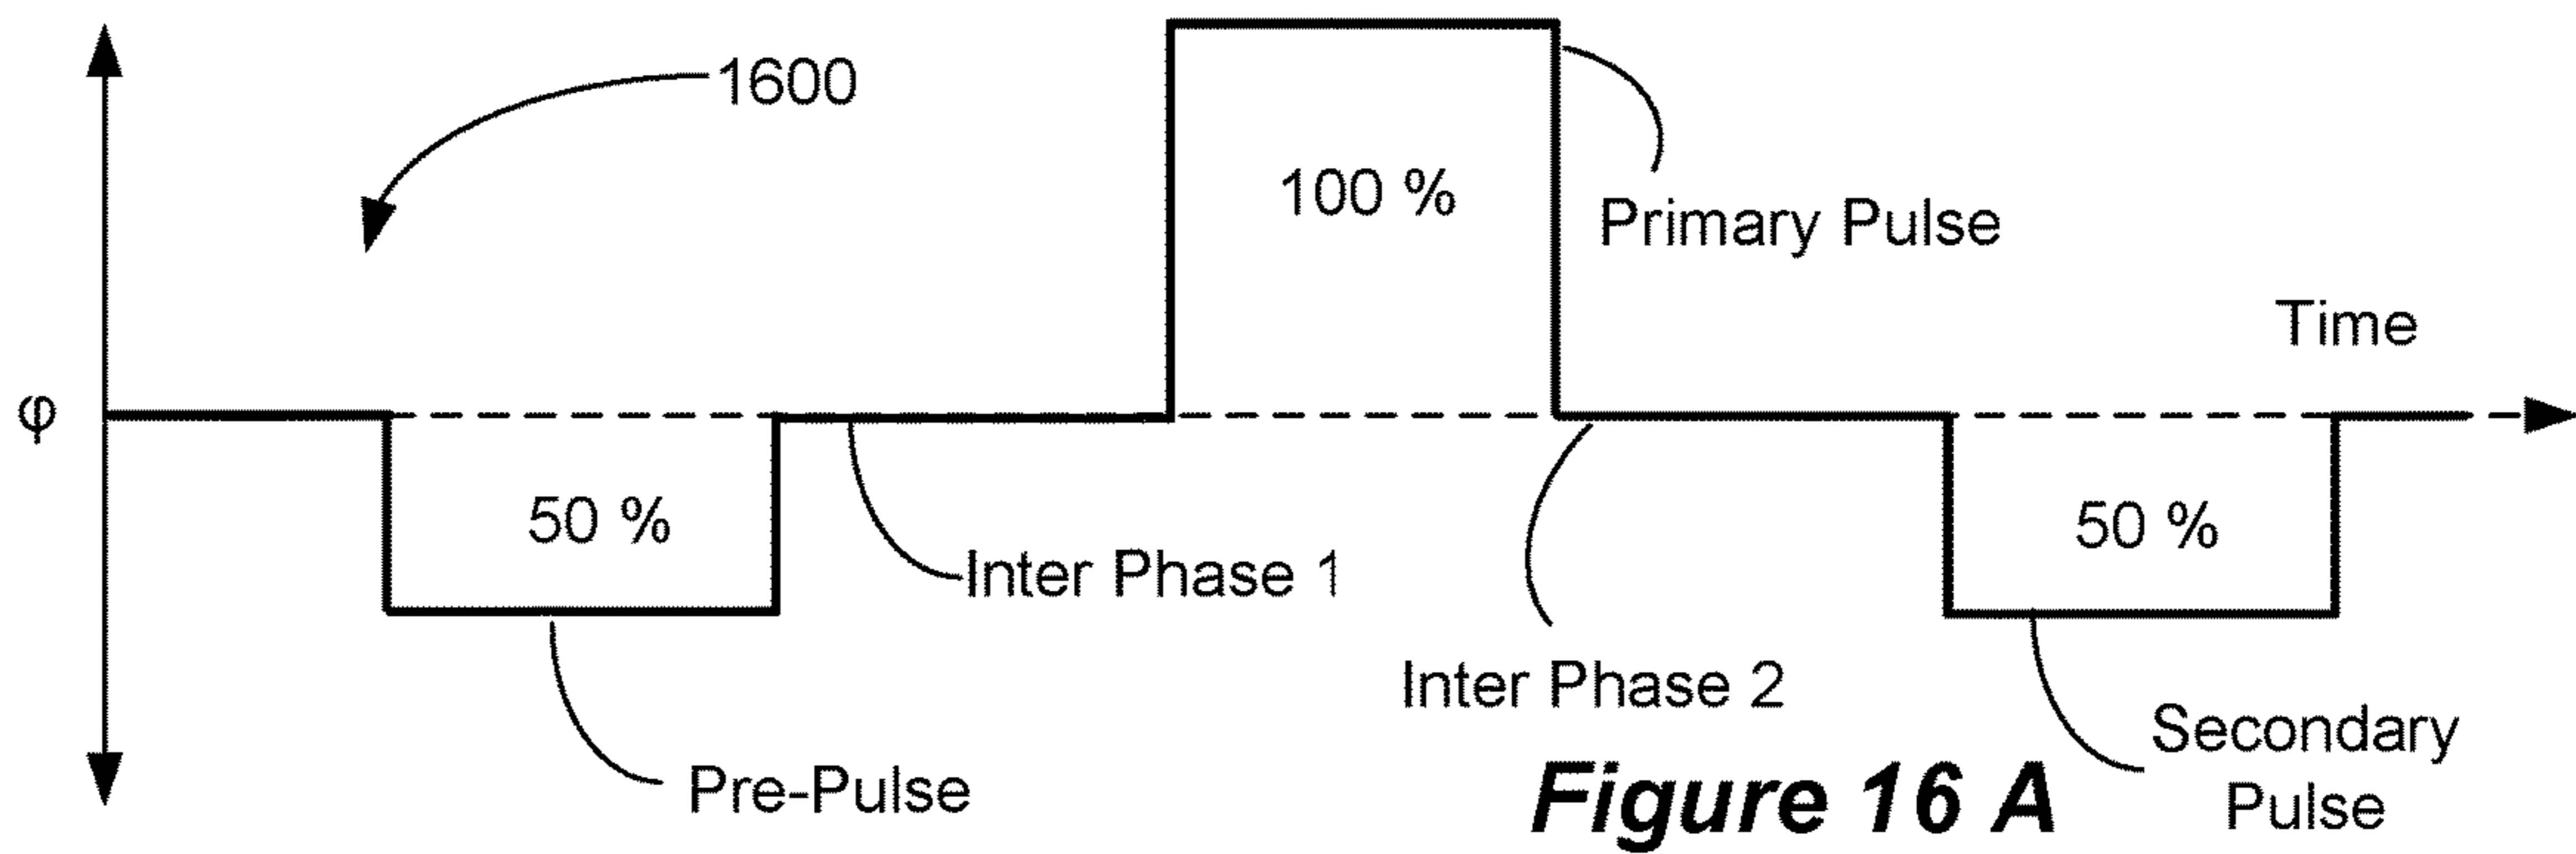 1600
100 %
Primary Pulse
Time
φ
50 %
Inter Phase 1
50 %
Inter Phase 2
Secondary
Pulse
Pre-Pulse
Figure 16 A